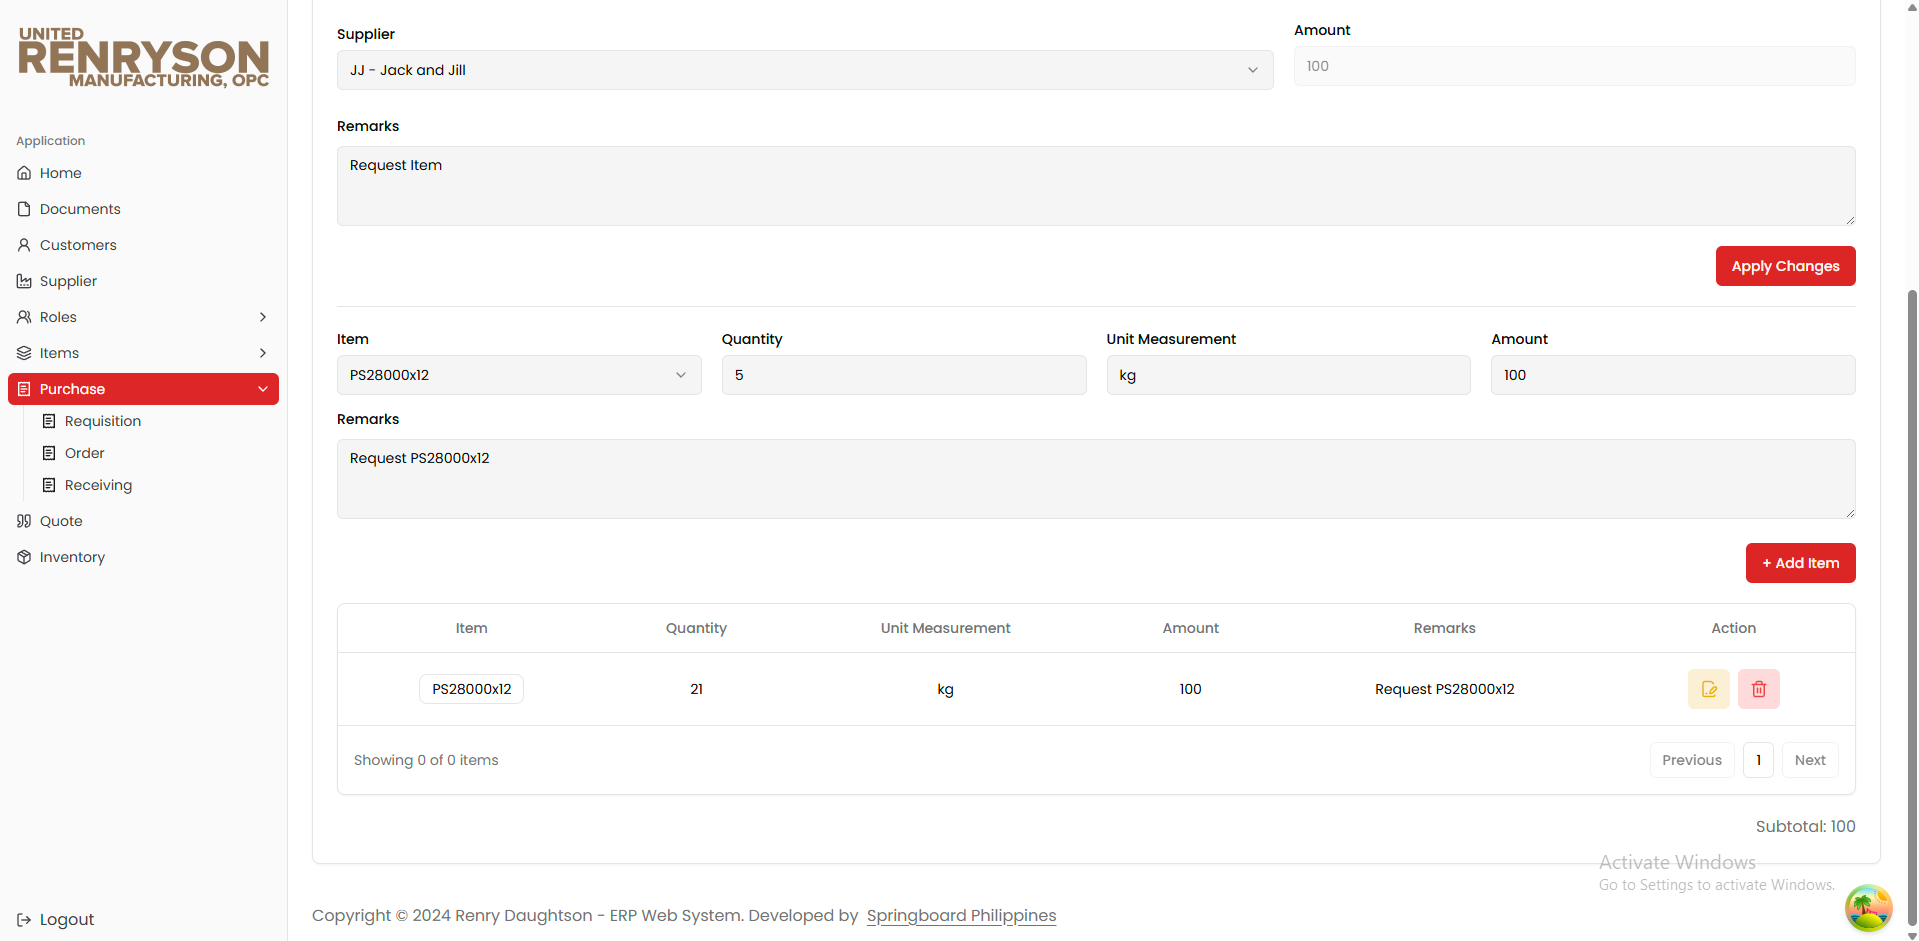 UNITED
RENRYSON
MANUFACTURING, OPC
Application
Home
Documents
Customers
Supplier
Roles
Items
Purchase
Requisition
Order
Receiving
Quote
Inventory
Logout
Supplier
Amount
JJ - Jack and Jill
100
Remarks
Request Item
Apply Changes
Item Quantity Unit Measurement Amount
PS28000x12 5 kg 100
Remarks
Request PS28000x12
+ Add Item
Item Quantity Unit Measurement Amount Remarks Action
PS28000x12 21 kg 100 Request PS28000x12
Showing 0 of 0 items Previous 1 Next
Subtotal: 100
Activate Windows
Go to Settings to activate Windows.
Copyright © 2024 Renry Daughtson - ERP Web System. Developed by Springboard Philippines